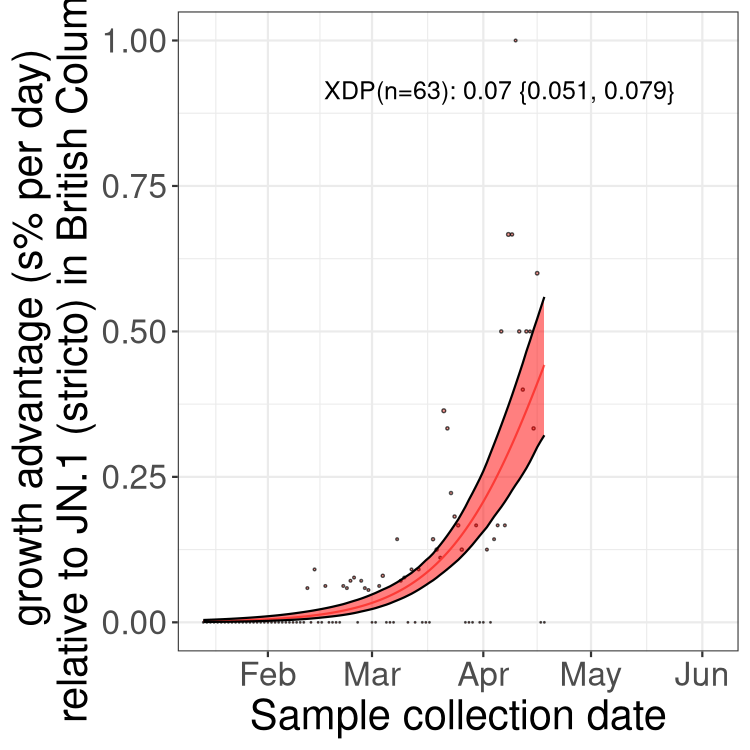 growth advantage (s% per day)
relative to JN.1 (stricto) in British Colum
1.00
0.75
0.50
0.25
0.00
XDP(n=63): 0.07 {0.051, 0.079}
Feb Mar Apr May Jun
Sample collection date